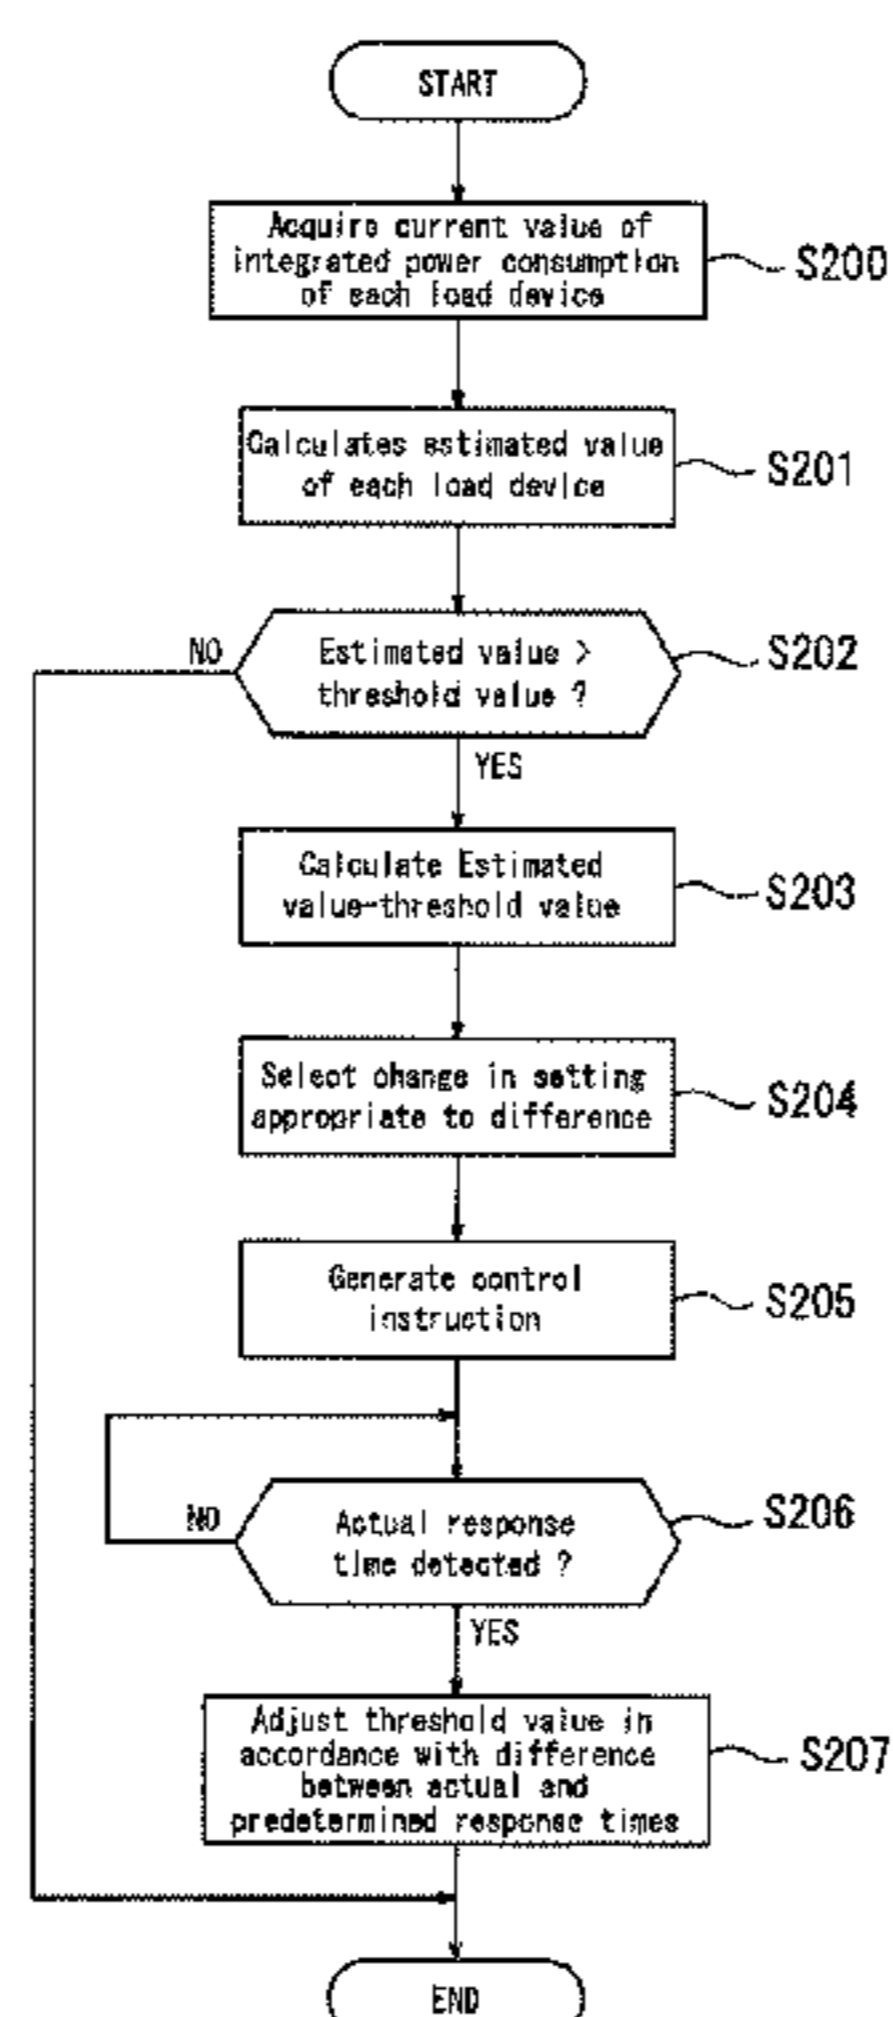 START
Acquire current value of
integrated power consumption
of each load device
S200
Calculates estimated value
of each load device
S201
Estimated value >
threshold value ?
S202
NO
YES
Calculate Estimated
value-threshold value
S203
Select change in setting
appropriate to difference
S204
Generate control
instruction
S205
Actual response
time detected ?
S206
NO
YES
Adjust threshold value in
accordance with difference
between actual and
predetermined response times
S207
END